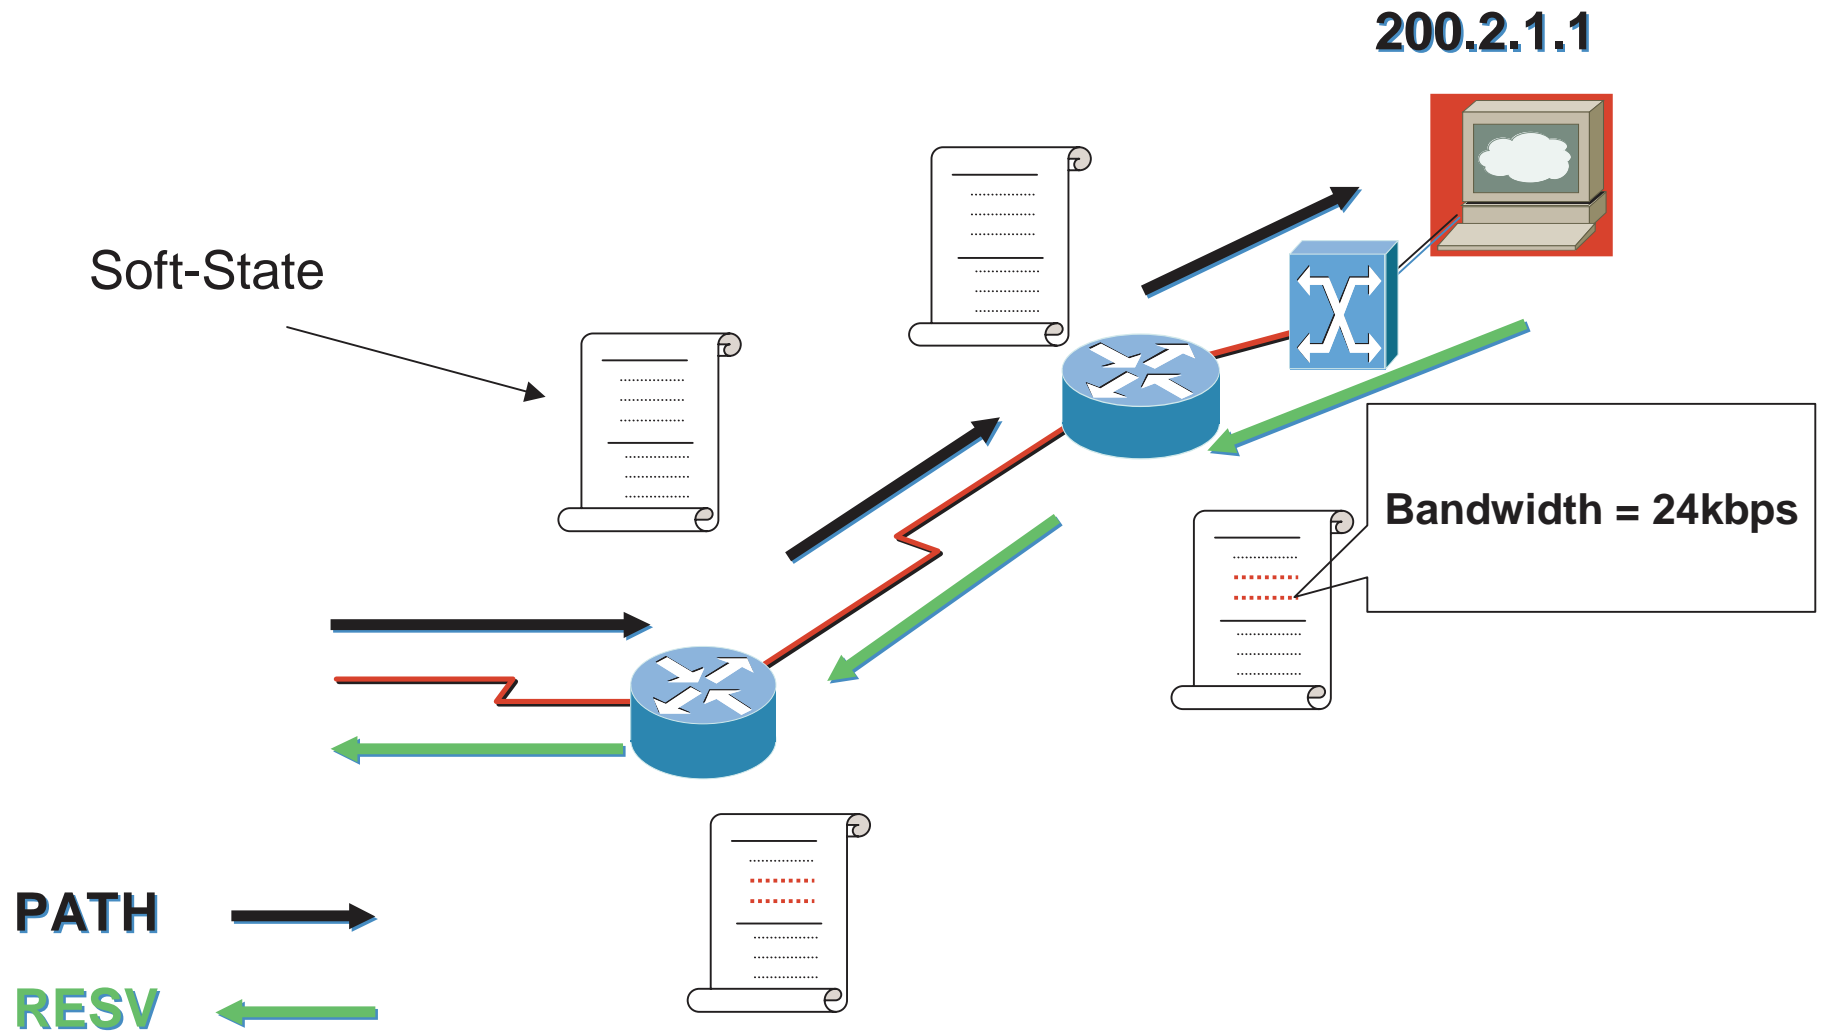 200.2.1.1
Soft-State
Bandwidth = 24kbps
PATH
RESV